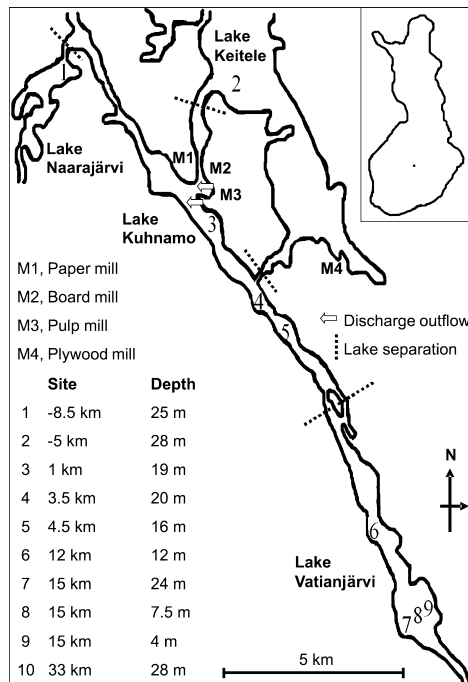 Lake
Keitele
1
2
Lake
Naarajärvi
M1
M2
M3
3
Lake
Kuhnamo
M4
M1, Paper mill
M2, Board mill
M3, Pulp mill
M4, Plywood mill
4
5
Discharge outflow
Lake separation
N
Site Depth
1 -8.5 km 25 m
2 -5 km 28 m
3 1 km 19 m
4 3.5 km 20 m
5 4.5 km 16 m
6 12 km 12 m
7 15 km 24 m
8 15 km 7.5 m
9 15 km 4 m
10 33 km 28 m
6
Lake
Vatianjärvi
7 8 9
5 km